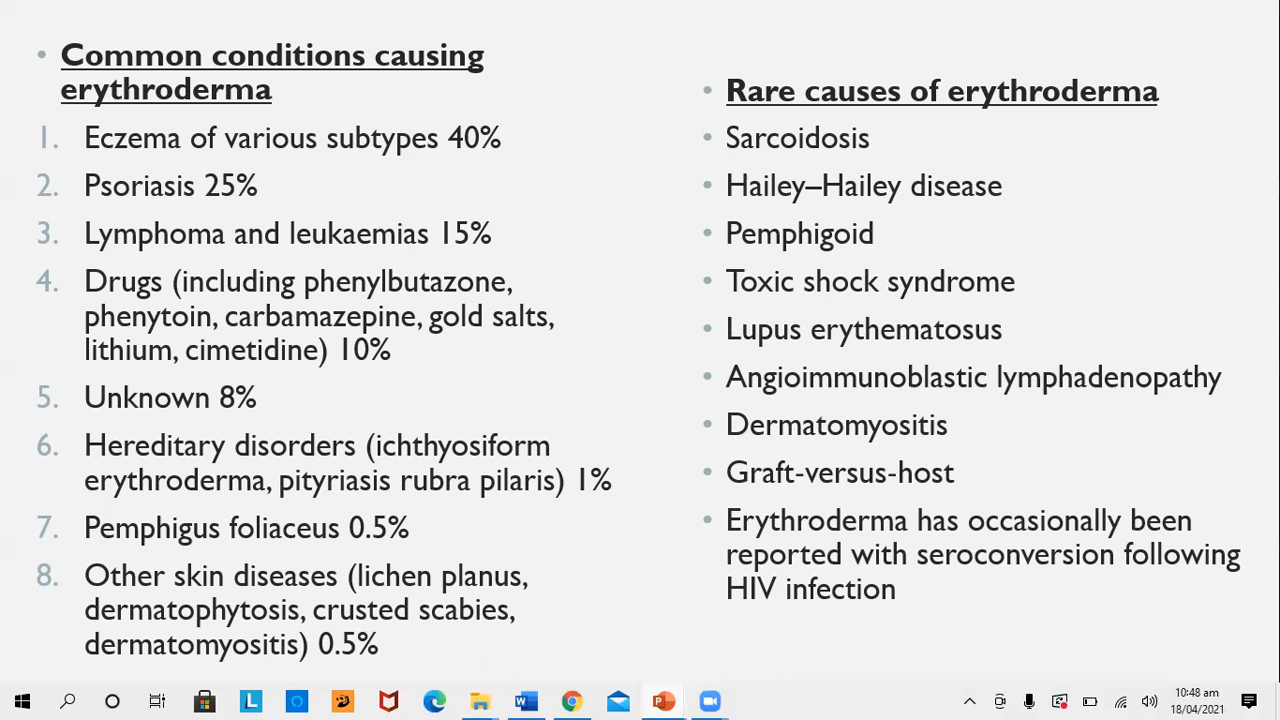 • Common conditions causing
erythroderma
1. Eczema of various subtypes 40%
2. Psoriasis 25%
3. Lymphoma and leukaemias 15%
4. Drugs (including phenylbutazone,
phenytoin, carbamazepine, gold salts,
lithium, cimetidine) 10%
5. Unknown 8%
6. Hereditary disorders (ichthyosiform
erythroderma, pityriasis rubra pilaris) 1%
7. Pemphigus foliaceus 0.5%
8. Other skin diseases (lichen planus,
dermatophytosis, crusted scabies,
dermatomyositis) 0.5%
• Rare causes of erythroderma
• Sarcoidosis
• Hailey–Hailey disease
• Pemphigoid
• Toxic shock syndrome
• Lupus erythematosus
• Angioimmunoblastic lymphadenopathy
• Dermatomyositis
• Graft-versus-host
• Erythroderma has occasionally been
reported with seroconversion following
HIV infection
L
W
P
10:48 am
18/04/2021